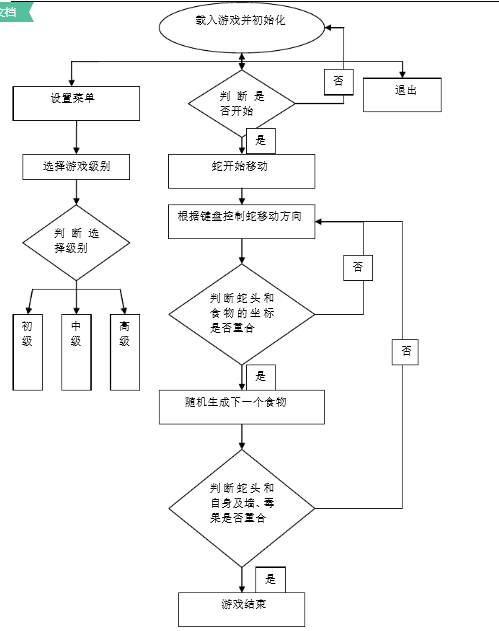 文档
载入游戏并初始化
否
设置菜单
判断是
否开始
退出
是
选择游戏级别
蛇开始移动
根据键盘控制蛇移动方向
判断选
择级别
否
判断蛇头和
食物的坐标
是否重合
初
级
中
级
高
级
否
是
随机生成下一个食物
判断蛇头和
自身及墙、毒
果是否重合
是
游戏结束